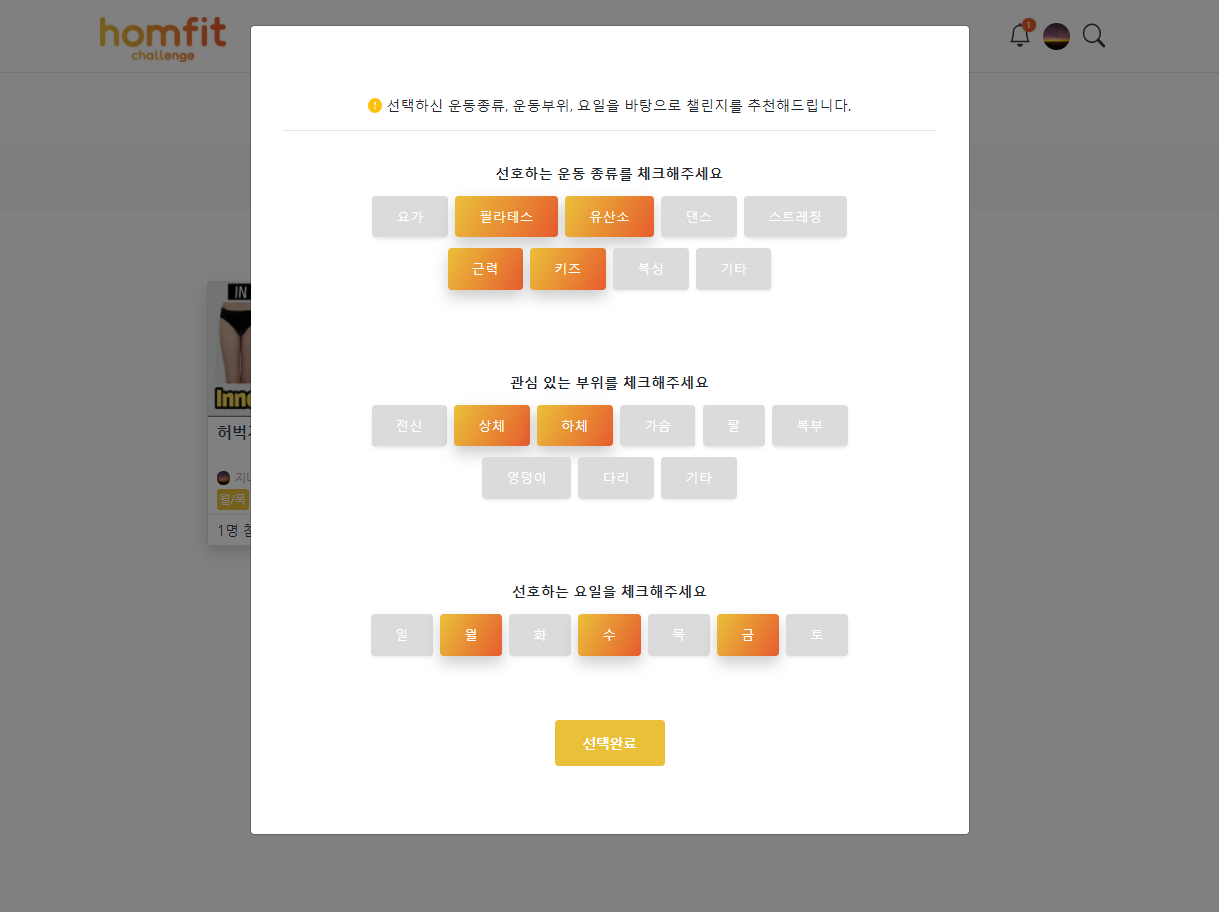 homfit
challenge
1
! 선택하신 운동종류, 운동부위, 요일을 바탕으로 챌린지를 추천해드립니다.
선호하는 운동 종류를 체크해주세요
요가 필라테스 유산소 댄스 스트레칭
근력 키즈 복싱 기타
관심 있는 부위를 체크해주세요
전신 상체 하체 가슴 팔 복부
엉덩이 다리 기타
선호하는 요일을 체크해주세요
일 월 화 수 목 금 토
선택완료
IN
Inne
월/목
1명